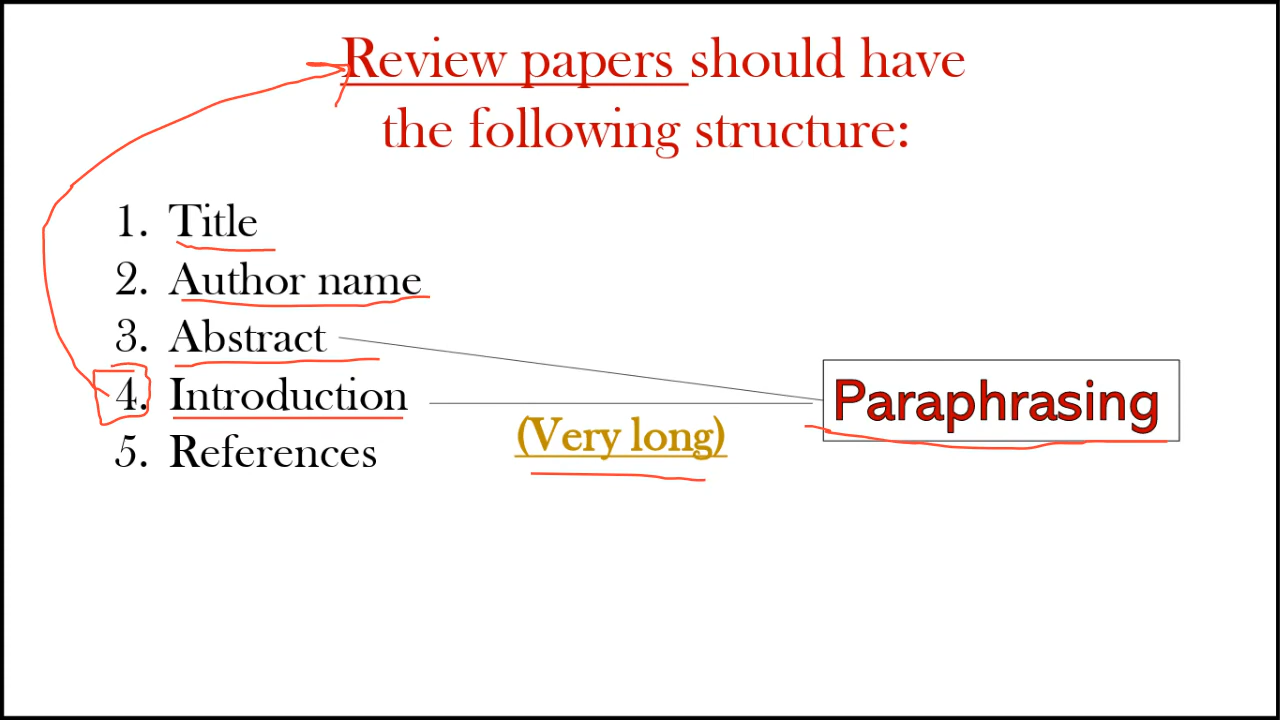 Review papers should have
the following structure:
1. Title
2. Author name
3. Abstract
4. Introduction
5. References
(Very long)
Paraphrasing